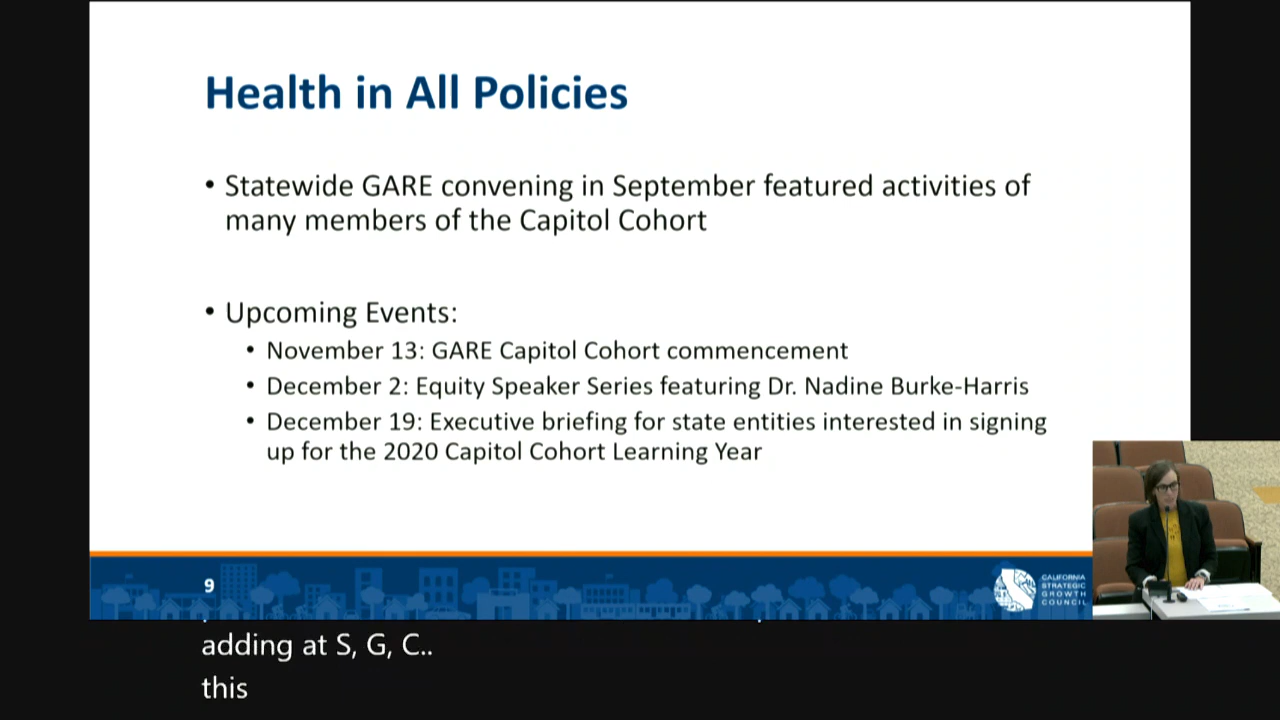 Health in All Policies
• Statewide GARE convening in September featured activities of
many members of the Capitol Cohort
• Upcoming Events:
• November 13: GARE Capitol Cohort commencement
• December 2: Equity Speaker Series featuring Dr. Nadine Burke-Harris
• December 19: Executive briefing for state entities interested in signing
up for the 2020 Capitol Cohort Learning Year
9
CALIFORNIA
STRATEGIC
GROWTH
COUNCIL
adding at S, G, C..
this